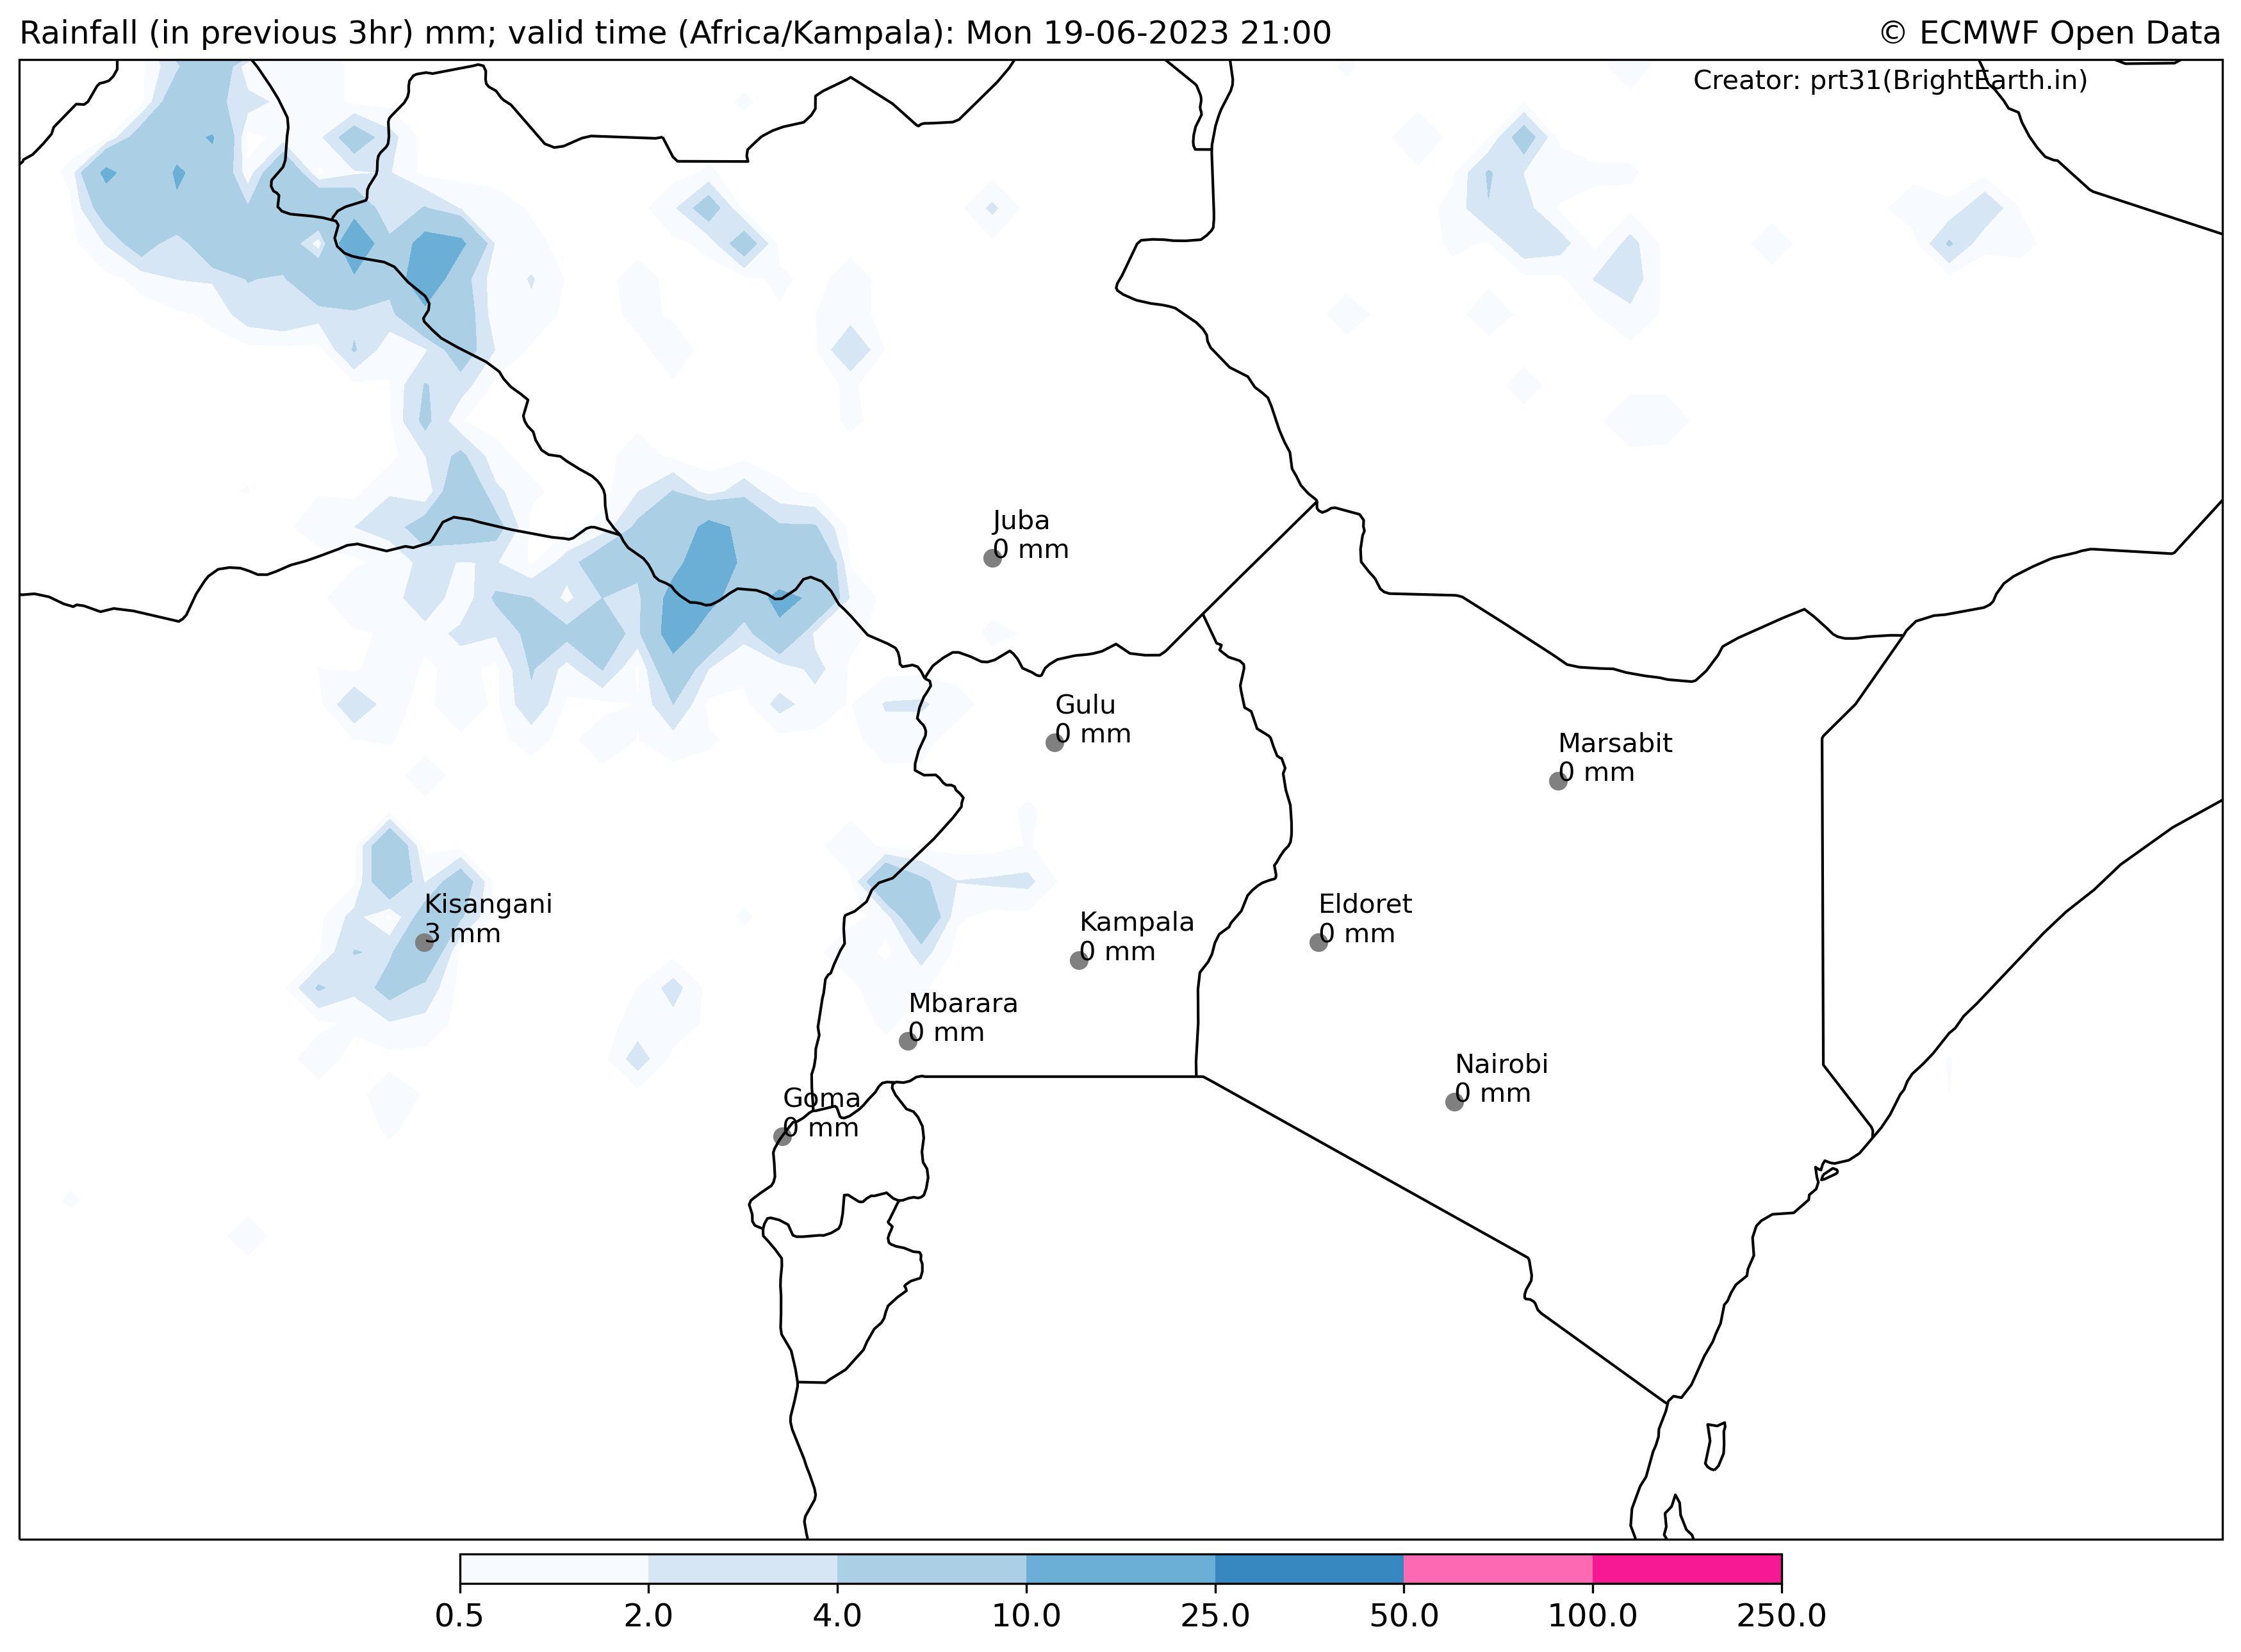 Rainfall (in previous 3hr) mm; valid time (Africa/Kampala): Mon 19-06-2023 21:00
© ECMWF Open Data
Creator: prt31(BrightEarth.in)
Juba
0 mm
Gulu
0 mm
Marsabit
0 mm
Kisangani
3 mm
Kampala
0 mm
Eldoret
0 mm
Mbarara
0 mm
Nairobi
0 mm
Goma
0 mm
0.5 2.0 4.0 10.0 25.0 50.0 100.0 250.0